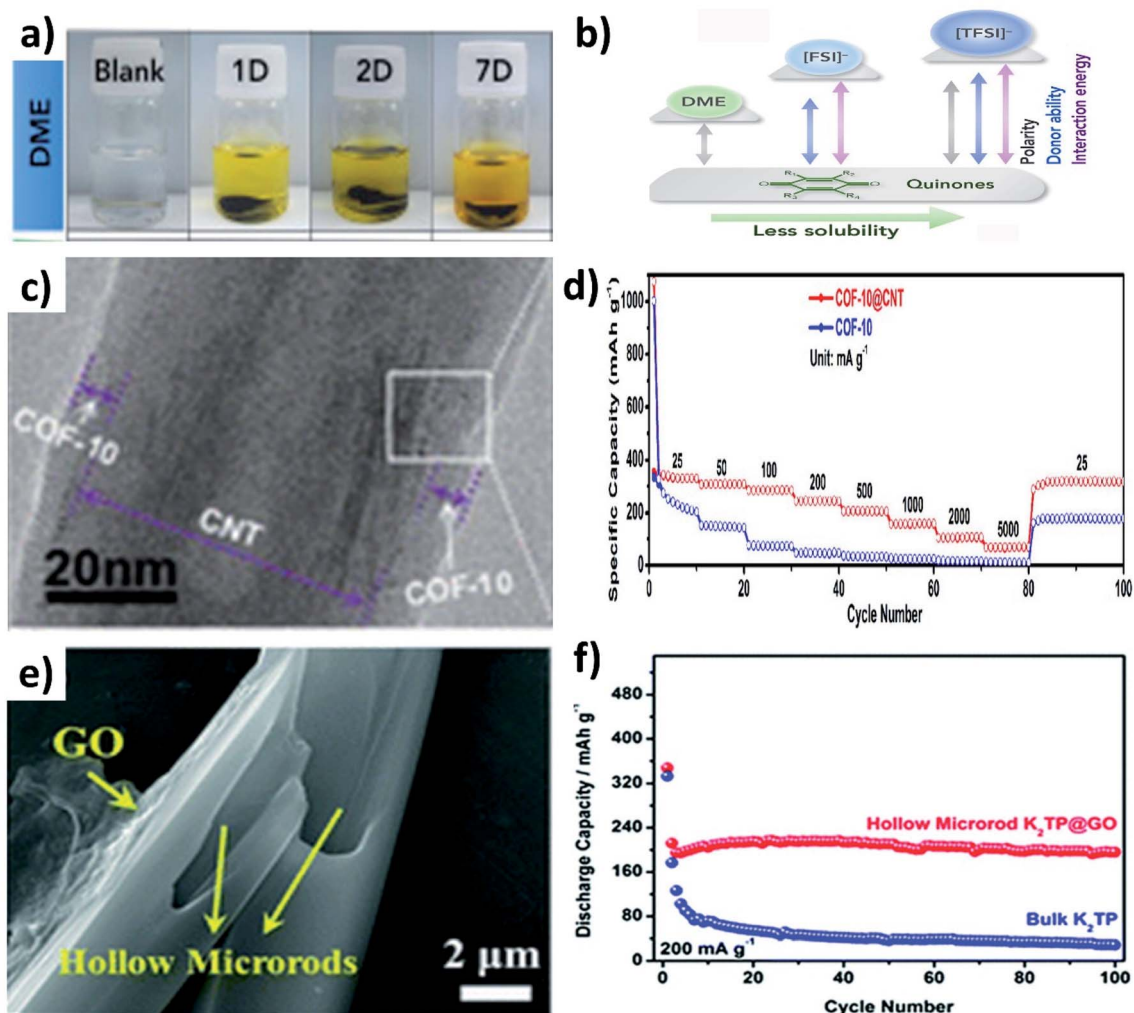 a)
DME
Blank
1D
2D
7D
b)
[TFSI]⁻
[FSI]⁻
DME
Polarity
Donor ability
Interaction energy
R₁
R₂
O
O
R₃
R₄
Quinones
Less solubility
c)
COF-10
CNT
COF-10
20nm
d)
Specific Capacity (mAh g⁻¹)
1000
800
600
400
200
0
COF-10@CNT
COF-10
Unit: mA g⁻¹
25
50
100
200
500
1000
2000
5000
25
0
20
40
60
80
100
Cycle Number
e)
GO
Hollow Microrods
2 μm
f)
Discharge Capacity / mAh g⁻¹
480
400
320
240
160
80
0
Hollow Microrod K₂TP@GO
Bulk K₂TP
200 mA g⁻¹
0
20
40
60
80
100
Cycle Number